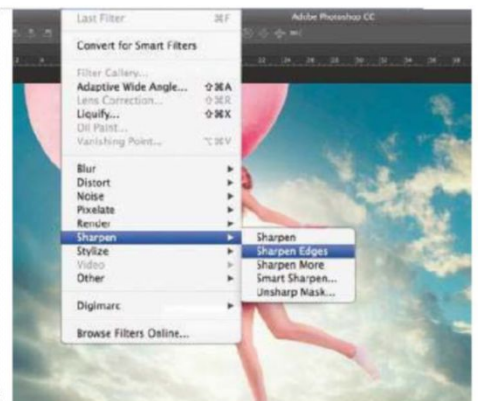 Last Filter ⌘F
Adobe Photoshop CC
Convert for Smart Filters
Filter Gallery...
Adaptive Wide Angle... ⇧⌘A
Lens Correction... ⇧⌘R
Liquify... ⇧⌘X
Oil Paint...
Vanishing Point... ⌥⌘V
Blur
Distort
Noise
Pixelate
Render
Sharpen
Stylize
Video
Other
Digimarc
Browse Filters Online...
Sharpen
Sharpen Edges
Sharpen More
Smart Sharpen...
Unsharp Mask...